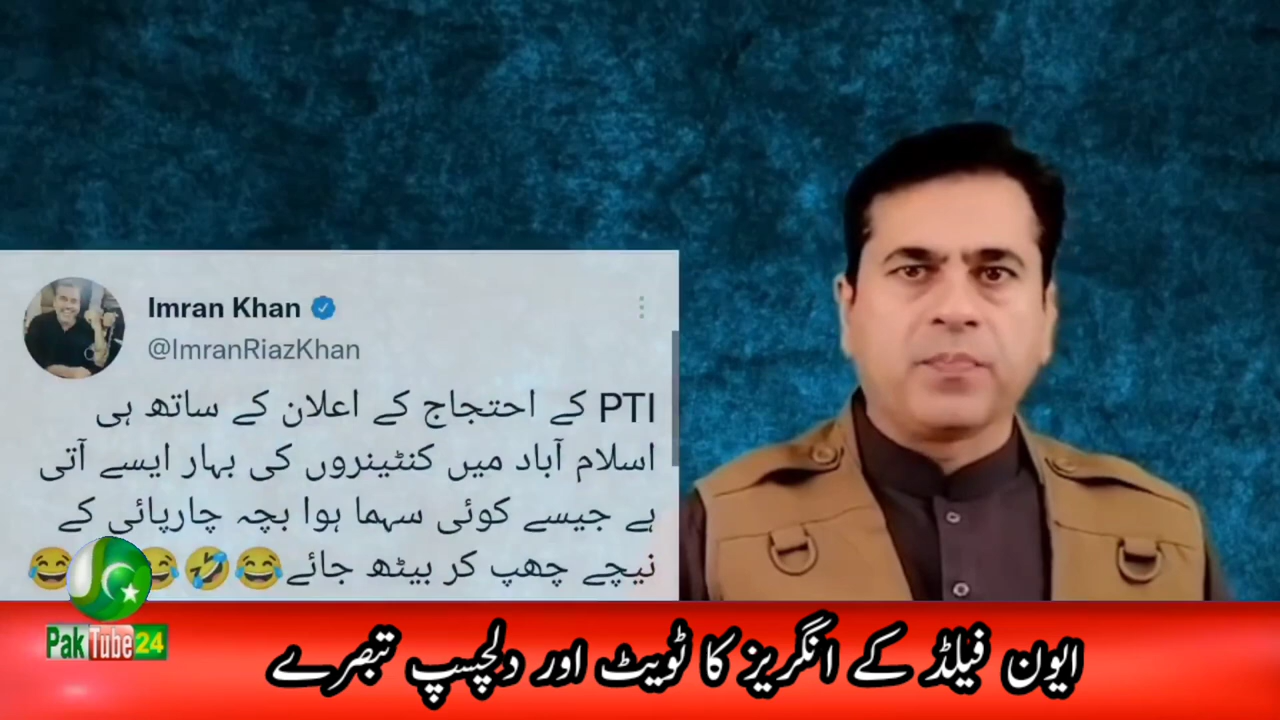 Imran Khan
@ImranRiazKhan
PTI کے احتجاج کے اعلان کے ساتھ ہی
اسلام آباد میں کنٹینروں کی بہار ایسے آتی
ہے جیسے کوئی سہما ہوا بچہ چارپائی کے
نیچے چھپ کر بیٹھ جائے😂🤣😂😂
PakTube24
ایون فیلڈ کے انگریز کا ٹویٹ اور دلچسپ تبصرے